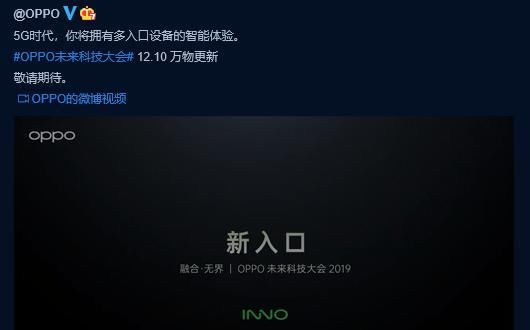 @OPPO
5G时代，你将拥有多入口设备的智能体验。
#OPPO未来科技大会# 12.10 万物更新
敬请期待。
OPPO的微博视频
oppo
新入口
融合·无界 | OPPO 未来科技大会 2019
INNO